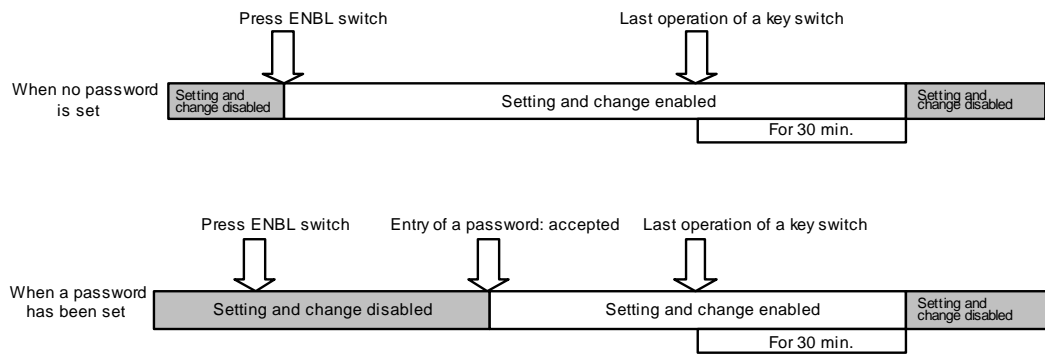 Press ENBL switch
Last operation of a key switch
When no password
is set
Setting and
change disabled
Setting and change enabled
Setting and
change disabled
For 30 min.
Press ENBL switch
Entry of a password: accepted
Last operation of a key switch
When a password
has been set
Setting and change disabled
Setting and change enabled
Setting and
change disabled
For 30 min.